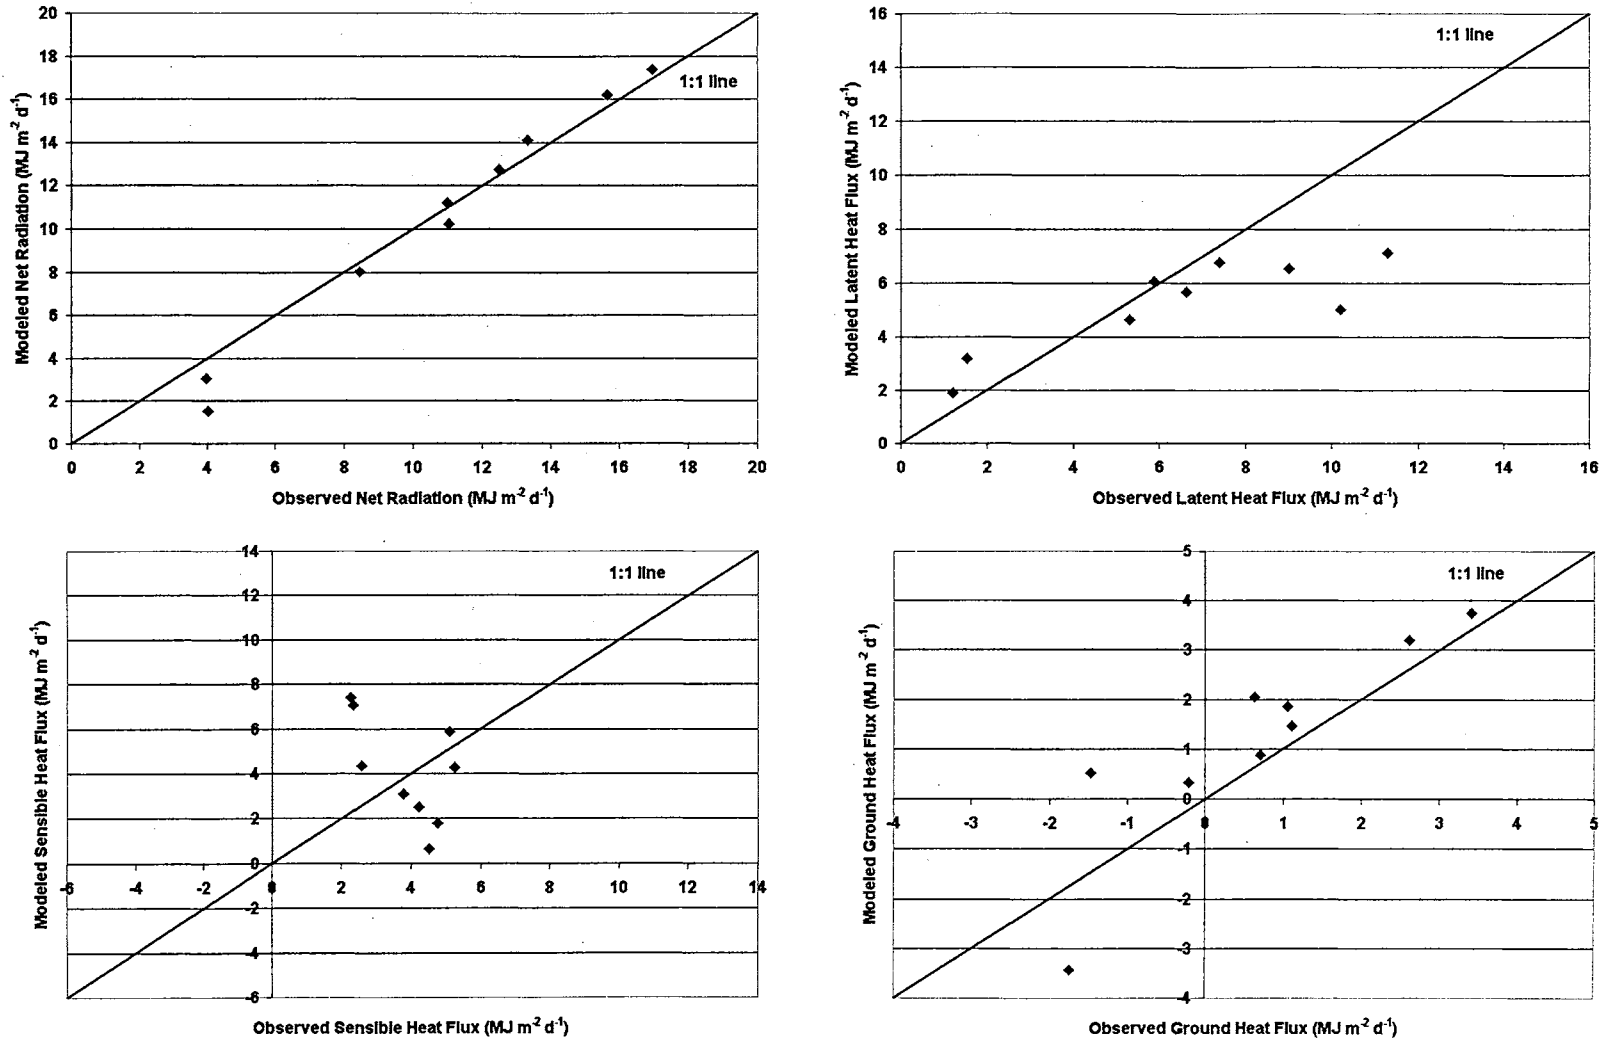 20
18
16
14
12
10
8
6
4
2
0
1:1 line
Modeled Net Radiation (MJ m-2 d-1)
0 2 4 6 8 10 12 14 16 18 20
Observed Net Radiation (MJ m-2 d-1)
16
14
12
10
8
6
4
2
0
1:1 line
Modeled Latent Heat Flux (MJ m-2 d-1)
0 2 4 6 8 10 12 14 16
Observed Latent Heat Flux (MJ m-2 d-1)
14
12
10
8
6
4
2
0
-2
-4
-6
1:1 line
Modeled Sensible Heat Flux (MJ m-2 d-1)
-6 -4 -2 0 2 4 6 8 10 12 14
Observed Sensible Heat Flux (MJ m-2 d-1)
5
4
3
2
1
0
-1
-2
-3
-4
1:1 line
Modeled Ground Heat Flux (MJ m-2 d-1)
-4 -3 -2 -1 0 1 2 3 4 5
Observed Ground Heat Flux (MJ m-2 d-1)